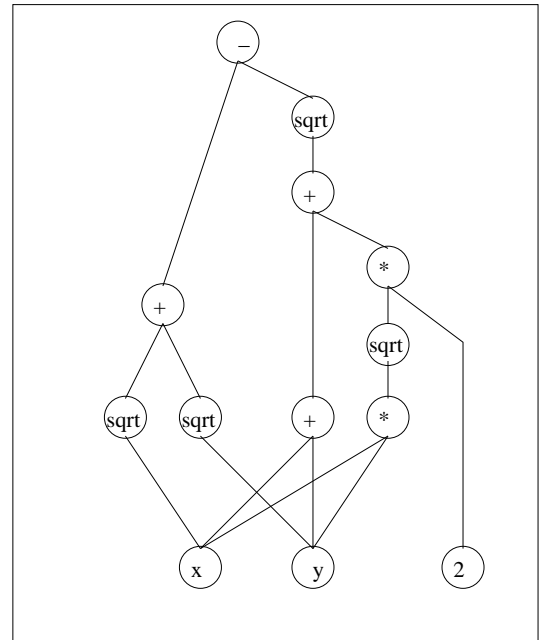 –
sqrt
+
*
+
sqrt
sqrt sqrt + *
x y 2